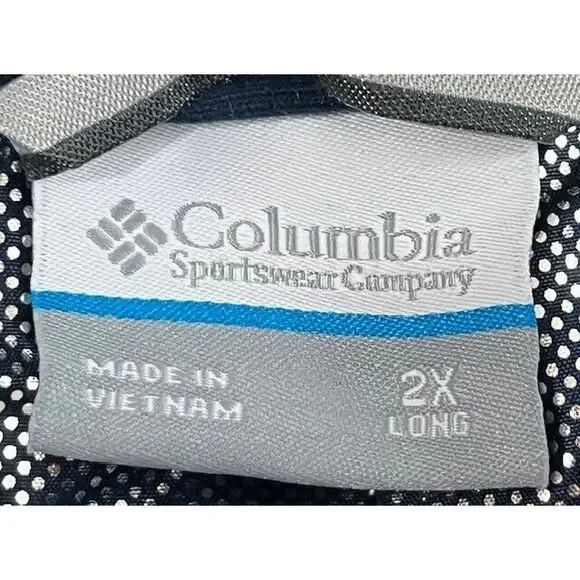 Columbia
Sportswear Company
MADE IN
VIETNAM
2X
LONG